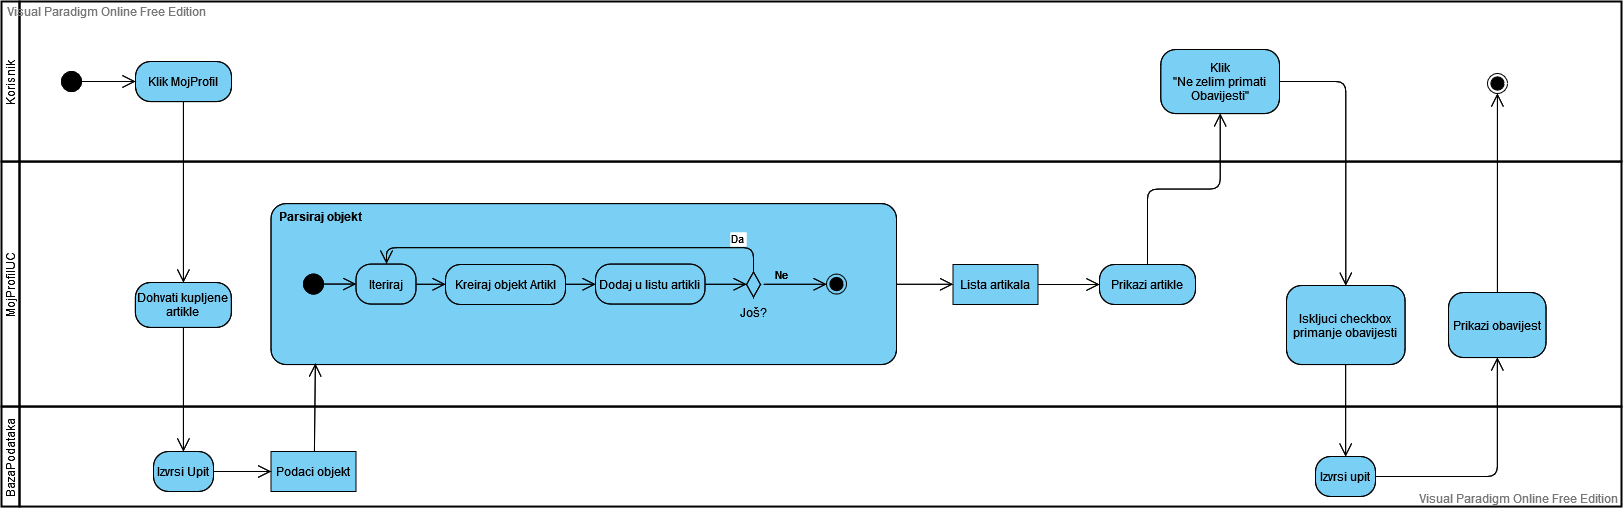 Visual Paradigm Online Free Edition
Korisnik
Klik MojProfil
Klik
"Ne zelim primati
Obavijesti"
MojProfilUC
Dohvati kupljene
artikle
Parsiraj objekt
Da
Iteriraj
Kreiraj objekt Artikl
Dodaj u listu artikli
Ne
Još?
Lista artikala
Prikazi artikle
Iskljuci checkbox
primanje obavijesti
Prikazi obavijest
BazaPodataka
Izvrsi Upit
Podaci objekt
Izvrsi upit
Visual Paradigm Online Free Edition